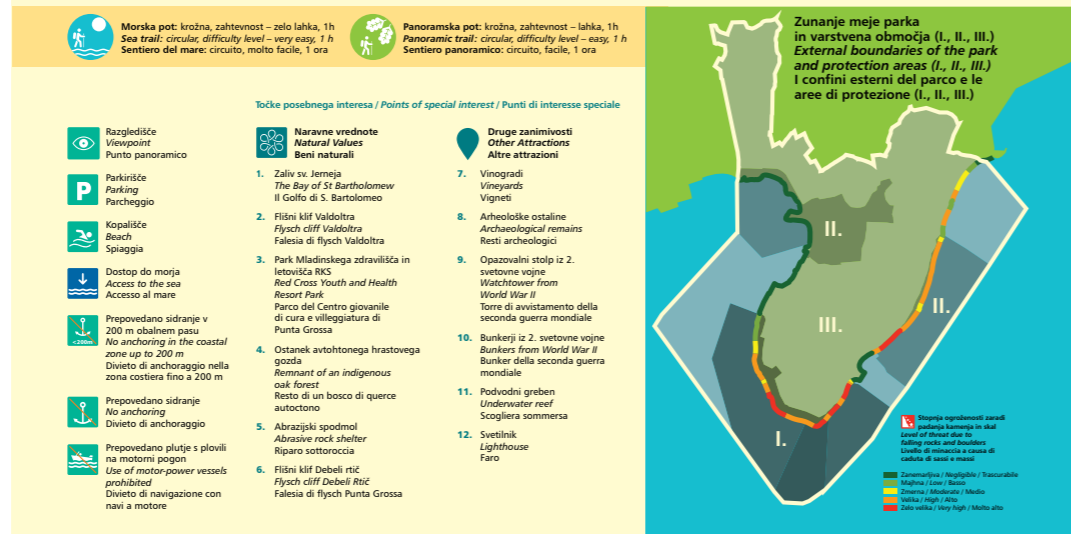 Morska pot: krožna, zahtevnost – zelo lahka, 1h
Sea trail: circular, difficulty level – very easy, 1 h
Sentiero del mare: circuito, molto facile, 1 ora
Panoramska pot: krožna, zahtevnost – lahka, 1h
Panoramic trail: circular, difficulty level – easy, 1 h
Sentiero panoramico: circuito, facile, 1 ora
Točke posebnega interesa / Points of special interest / Punti di interesse speciale
Razgledišče
Viewpoint
Punto panoramico
P
Parkirišče
Parking
Parcheggio
Kopališče
Beach
Spiaggia
Dostop do morja
Access to the sea
Accesso al mare
<200m
Prepovedano sidranje v
200 m obalnem pasu
No anchoring in the coastal
zone up to 200 m
Divieto di ancoraggio nella
zona costiera fino a 200 m
Prepovedano sidranje
No anchoring
Divieto di ancoraggio
Prepovedano plutje s plovili
na motorni pogon
Use of motor-power vessels
prohibited
Divieto di navigazione con
navi a motore
Naravne vrednote
Natural Values
Beni naturali
1. Zaliv sv. Jerneja
The Bay of St Bartholomew
Il Golfo di S. Bartolomeo
2. Flišni klif Valdoltra
Flysch cliff Valdoltra
Falesia di flysch Valdoltra
3. Park Mladinskega zdravilišča in
letovišča RKS
Red Cross Youth and Health
Resort Park
Parco del Centro giovanile
di cura e villeggiatura di
Punta Grossa
4. Ostanek avtohtonega hrastovega
gozda
Remnant of an indigenous
oak forest
Resto di un bosco di querce
autoctono
5. Abrazijski spodmol
Abrasive rock shelter
Riparo sottoroccia
6. Flišni klif Debeli rtič
Flysch cliff Debeli Rtič
Falesia di flysch Punta Grossa
Druge zanimivosti
Other Attractions
Altre attrazioni
7. Vinogradi
Vineyards
Vigneti
8. Arheološke ostaline
Archaeological remains
Resti archeologici
9. Opazovalni stolp iz 2.
svetovne vojne
Watchtower from
World War II
Torre di avvistamento della
seconda guerra mondiale
10. Bunkerji iz 2. svetovne vojne
Bunkers from World War II
Bunker della seconda guerra
mondiale
11. Podvodni greben
Underwater reef
Scogliera sommersa
12. Svetilnik
Lighthouse
Faro
Zunanje meje parka
in varstvena območja (I., II., III.)
External boundaries of the park
and protection areas (I., II., III.)
I confini esterni del parco e le
aree di protezione (I., II., III.)
II.
II.
III.
I.
Stopnja ogroženosti zaradi
padanja kamenja in skal
Level of threat due to
falling rocks and boulders
Livello di minaccia a causa di
caduta di sassi e massi
Zanemarljiva / Negligible / Trascurabile
Majhna / Low / Basso
Zmerna / Moderate / Medio
Velika / High / Alto
Zelo velika / Very high / Molto alto